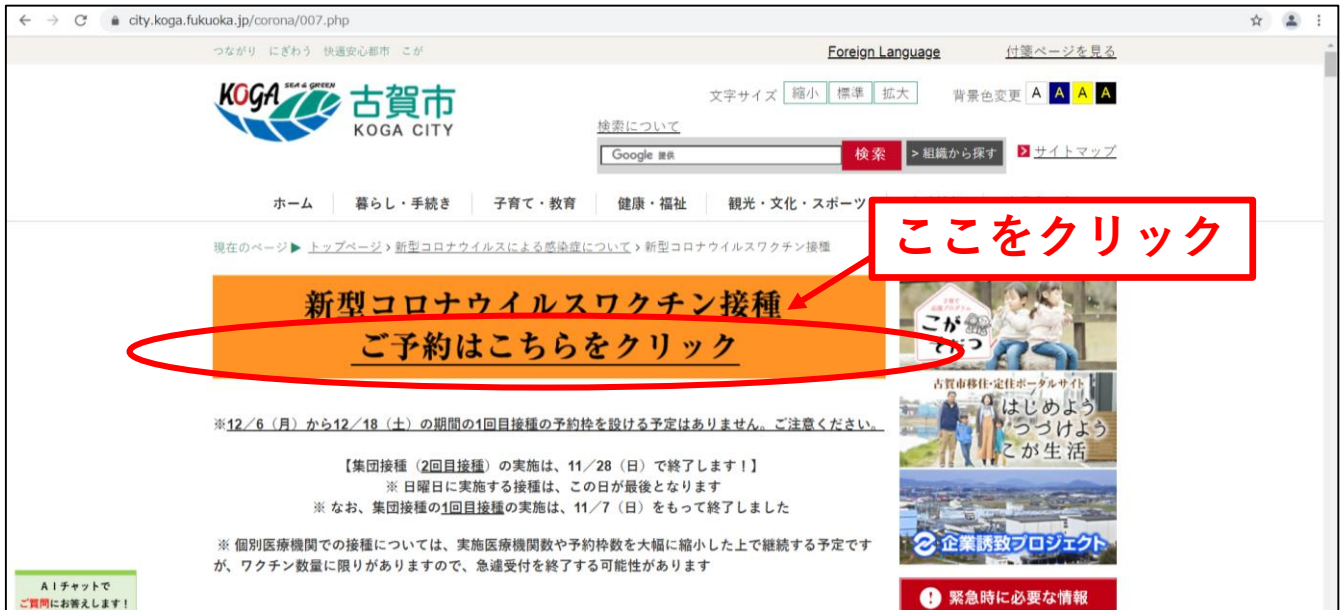 city.koga.fukuoka.jp/corona/007.php
つながり にぎわう 快適安心都市 こが
Foreign Language
付箋ページを見る
KOGA SEA & GREEN
古賀市
KOGA CITY
文字サイズ 縮小 標準 拡大
背景色変更 A A A A
検索について
Google 提供
検索
> 組織から探す
サイトマップ
ホーム 暮らし・手続き 子育て・教育 健康・福祉 観光・文化・スポーツ
ここをクリック
現在のページ▶ トップページ > 新型コロナウイルスによる感染症について > 新型コロナウイルスワクチン接種
新型コロナウイルスワクチン接種
ご予約はこちらをクリック
こが
そだつ
古賀市移住・定住ポータルサイト
はじめよう
つづけよう
こが生活
企業誘致プロジェクト
※12/6（月）から12/18（土）の期間の1回目接種の予約枠を設ける予定はありません。ご注意ください。
【集団接種（2回目接種）の実施は、11/28（日）で終了します！】
※ 日曜日に実施する接種は、この日が最後となります
※ なお、集団接種の1回目接種の実施は、11/7（日）をもって終了しました
※ 個別医療機関での接種については、実施医療機関数や予約枠数を大幅に縮小した上で継続する予定です
が、ワクチン数量に限りがありますので、急遽受付を終了する可能性があります
AIチャットで
ご質問にお答えします！
! 緊急時に必要な情報